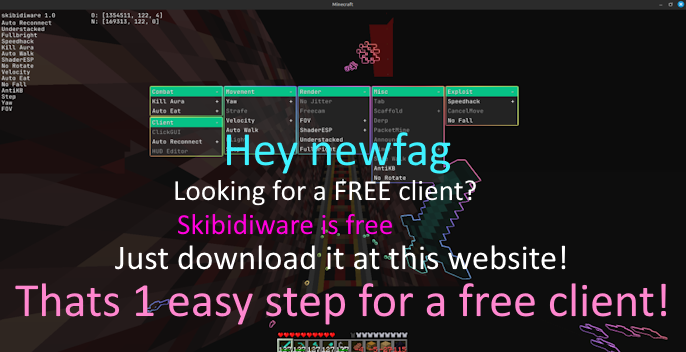 Minecraft
skibidiware 1.0
O: [1354511, 122, 4]
N: [169313, 122, 0]
Auto Reconnect
Understacked
Fullbright
Speedhack
Kill Aura
Auto Walk
ShaderESP
No Rotate
Velocity
Auto Eat
No Fall
AntiKB
Step
Yaw
FOV
Combat
Kill Aura +
Auto Eat +
Client
ClickGUI
Auto Reconnect +
HUD Editor
Movement
Yaw +
Strafe
Velocity +
Auto Walk
Render
No Jitter
Freecam
FOV +
ShaderESP +
Understacked
Misc
Tab
Scaffold +
Derp
PacketMine
AntiKB
No Rotate
Exploit
Speedhack +
CancelMove
No Fall
Hey newfag
Looking for a FREE client?
Skibidiware is free
Just download it at this website!
Thats 1 easy step for a free client!